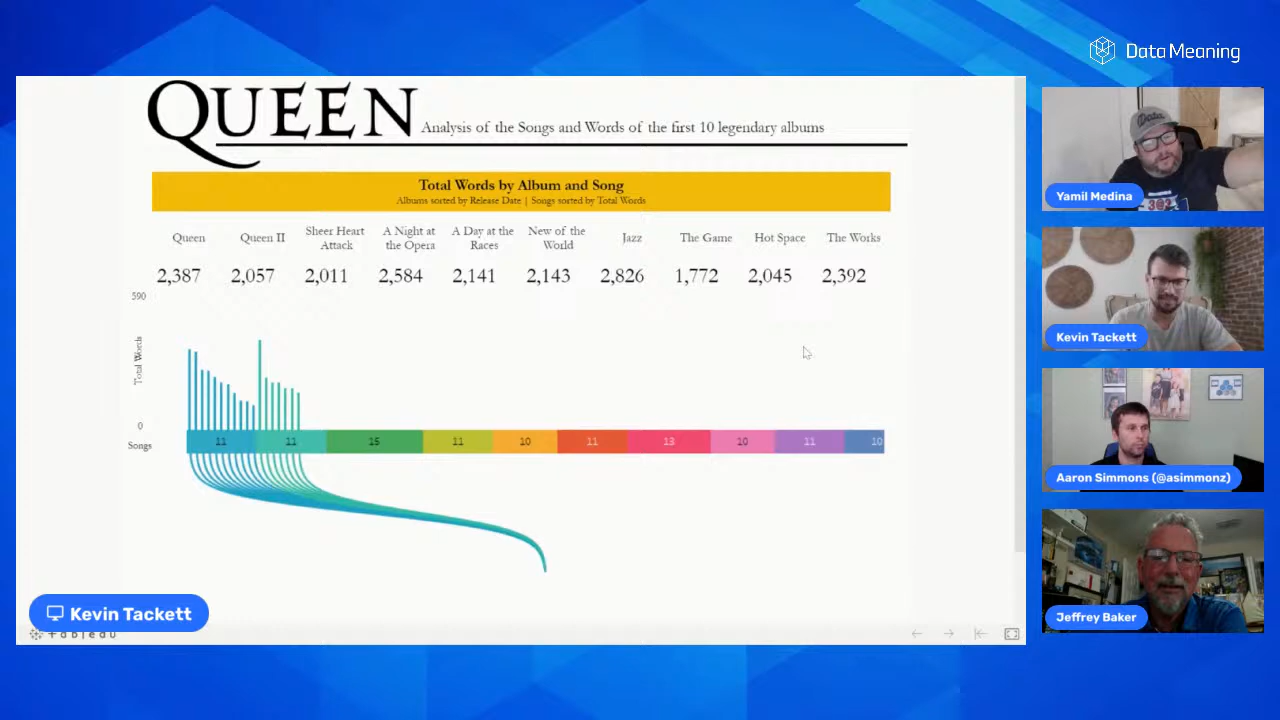 Data Meaning
QUEEN
Analysis of the Songs and Words of the first 10 legendary albums
Total Words by Album and Song
Albums sorted by Release Date | Songs sorted by Total Words
Queen
Queen II
Sheer Heart
Attack
A Night at
the Opera
A Day at the
Races
New of the
World
Jazz
The Game
Hot Space
The Works
2,387
2,057
2,011
2,584
2,141
2,143
2,826
1,772
2,045
2,392
590
Total Words
0
Songs
11
11
15
11
10
11
13
10
11
10
Kevin Tackett
Yamil Medina
Kevin Tackett
Aaron Simmons (@asimmonz)
Jeffrey Baker